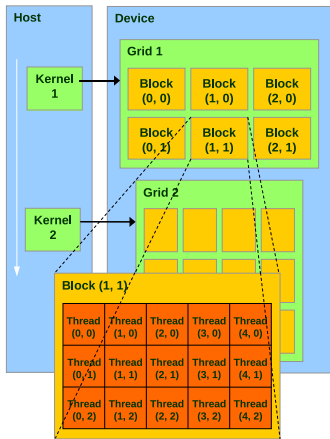 Host
Device
Grid 1
Kernel
1
Block
(0, 0)
Block
(1, 0)
Block
(2, 0)
Block
(0, 1)
Block
(1, 1)
Block
(2, 1)
Grid 2
Kernel
2
Block (1, 1)
Thread
(0, 0)
Thread
(1, 0)
Thread
(2, 0)
Thread
(3, 0)
Thread
(4, 0)
Thread
(0, 1)
Thread
(1, 1)
Thread
(2, 1)
Thread
(3, 1)
Thread
(4, 1)
Thread
(0, 2)
Thread
(1, 2)
Thread
(2, 2)
Thread
(3, 2)
Thread
(4, 2)